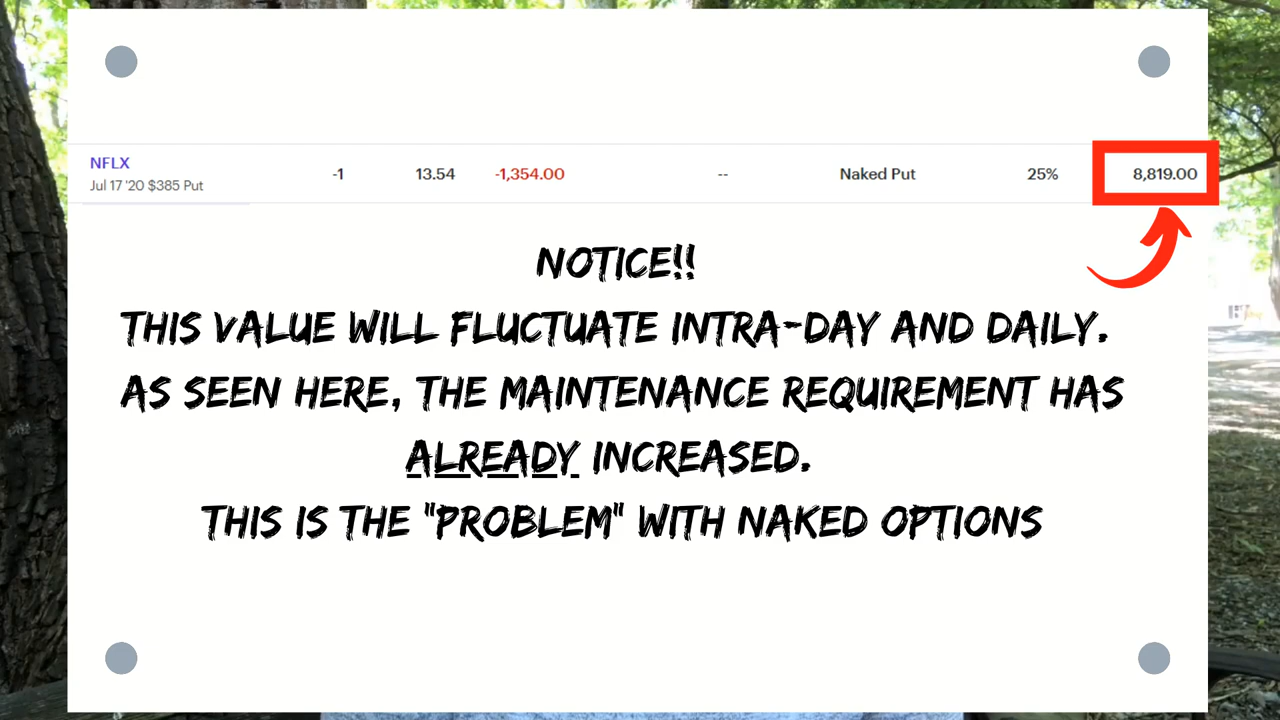 NFLX
Jul 17 '20 $385 Put -1 13.54 -1,354.00 -- Naked Put 25% 8,819.00
NOTICE!!
THIS VALUE WILL FLUCTUATE INTRA-DAY AND DAILY.
AS SEEN HERE, THE MAINTENANCE REQUIREMENT HAS
ALREADY INCREASED.
THIS IS THE "PROBLEM" WITH NAKED OPTIONS